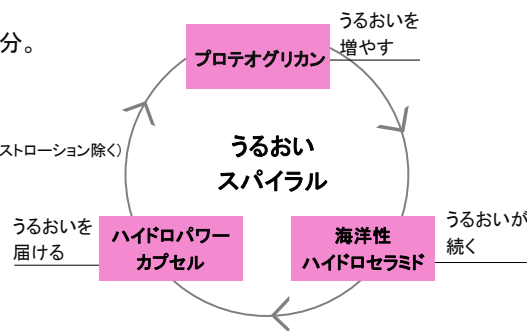 分。
うるおいを
増やす
プロテオグリカン
ストローション除く）
うるおい
スパイラル
うるおいを
届ける
ハイドロパワー
カプセル
海洋性
ハイドロセラミド
うるおいが
続く